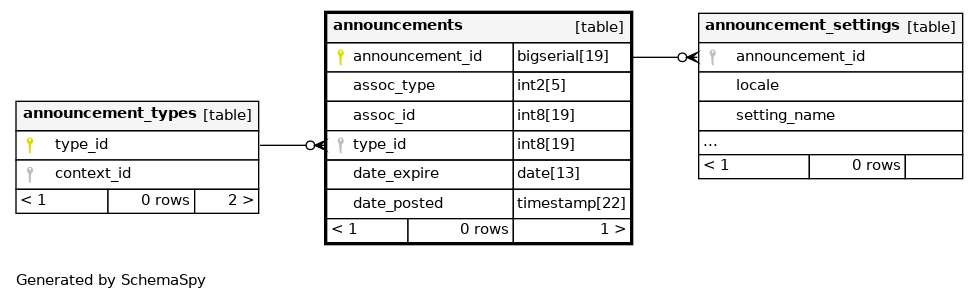 announcement_types [table]
type_id
context_id
< 1 0 rows 2 >
announcements [table]
announcement_id bigserial[19]
assoc_type int2[5]
assoc_id int8[19]
type_id int8[19]
date_expire date[13]
date_posted timestamp[22]
< 1 0 rows 1 >
announcement_settings [table]
announcement_id
locale
setting_name
...
< 1 0 rows
Generated by SchemaSpy